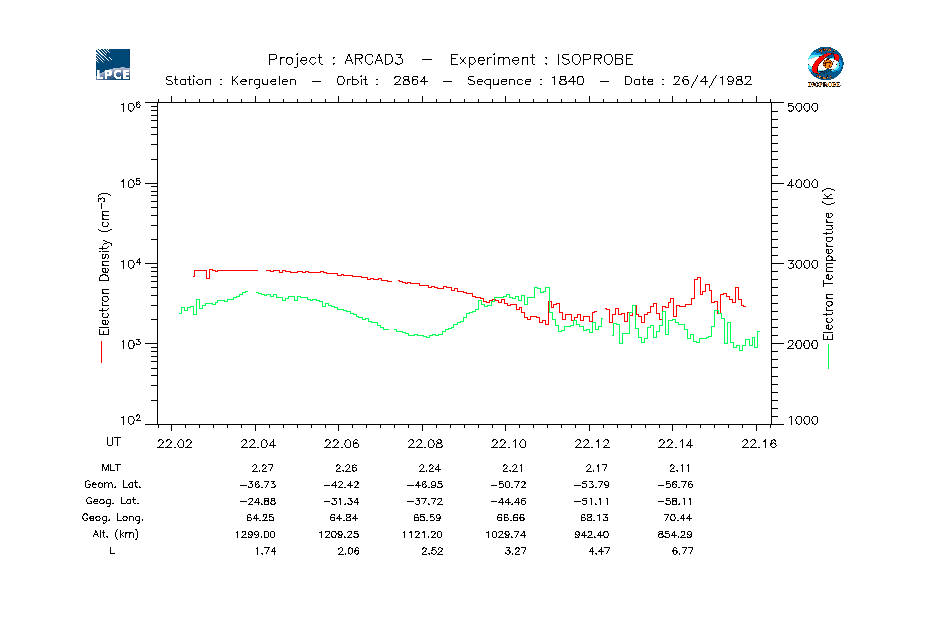 LPCE
Project : ARCAD3 — Experiment : ISOPROBE
Station : Kerguelen — Orbit : 2864 — Sequence : 1840 — Date : 26/4/1982
ISOPROBE
10⁶ 5000
10⁵ 4000
10⁴ 3000
10³ 2000
10² 1000
Electron Density (cm⁻³)
Electron Temperature (K)
UT 22.02 22.04 22.06 22.08 22.10 22.12 22.14 22.16
MLT 2.27 2.26 2.24 2.21 2.17 2.11
Geom. Lat. −36.73 −42.42 −46.95 −50.72 −53.79 −56.76
Geog. Lat. −24.88 −31.34 −37.72 −44.46 −51.11 −58.11
Geog. Long. 64.25 64.84 65.59 66.66 68.13 70.44
Alt. (km) 1299.00 1209.25 1121.20 1029.74 942.40 854.29
L 1.74 2.06 2.52 3.27 4.47 6.77